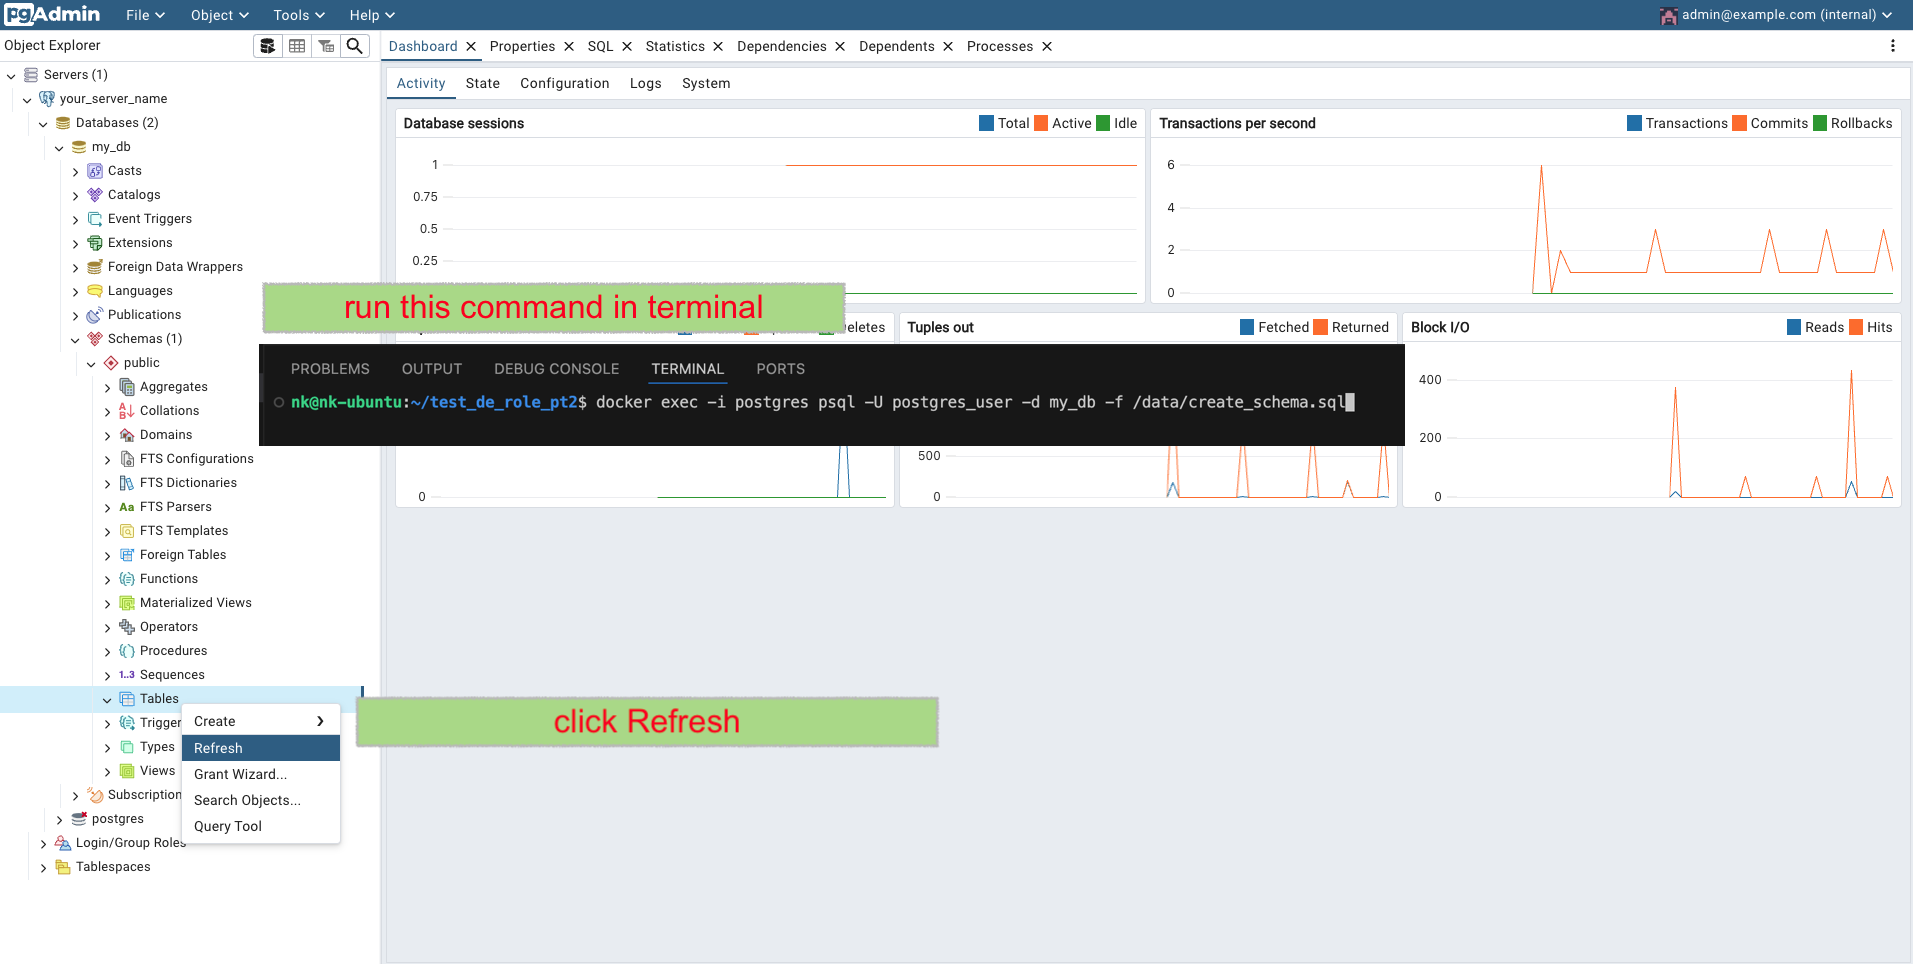 pgAdmin File Object Tools Help admin@example.com (internal)
Object Explorer
Dashboard Properties SQL Statistics Dependencies Dependents Processes
Servers (1)
your_server_name
Databases (2)
my_db
Casts
Catalogs
Event Triggers
Extensions
Foreign Data Wrappers
Languages
Publications
Schemas (1)
public
Aggregates
Collations
Domains
FTS Configurations
FTS Dictionaries
Aa FTS Parsers
FTS Templates
Foreign Tables
Functions
Materialized Views
Operators
Procedures
1..3 Sequences
Tables
Trigger
Types
Views
Subscription
postgres
Login/Group Roles
Tablespaces
Create
Refresh
Grant Wizard...
Search Objects...
Query Tool
Activity State Configuration Logs System
Database sessions Total Active Idle
1
0.75
0.5
0.25
Transactions per second Transactions Commits Rollbacks
6
4
2
0
run this command in terminal
Tuples out Fetched Returned
500
0
Block I/O Reads Hits
400
200
0
0
PROBLEMS OUTPUT DEBUG CONSOLE TERMINAL PORTS
nk@nk-ubuntu:~/test_de_role_pt2$ docker exec -i postgres psql -U postgres_user -d my_db -f /data/create_schema.sql
click Refresh